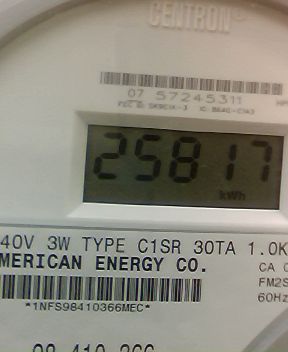 CENTRON®
07 57245311
25817
kWh
40V 3W TYPE C1SR 30TA 1.0K
MERICAN ENERGY CO.
CA 0
FM2S
60Hz
*1NFS98410366MEC*